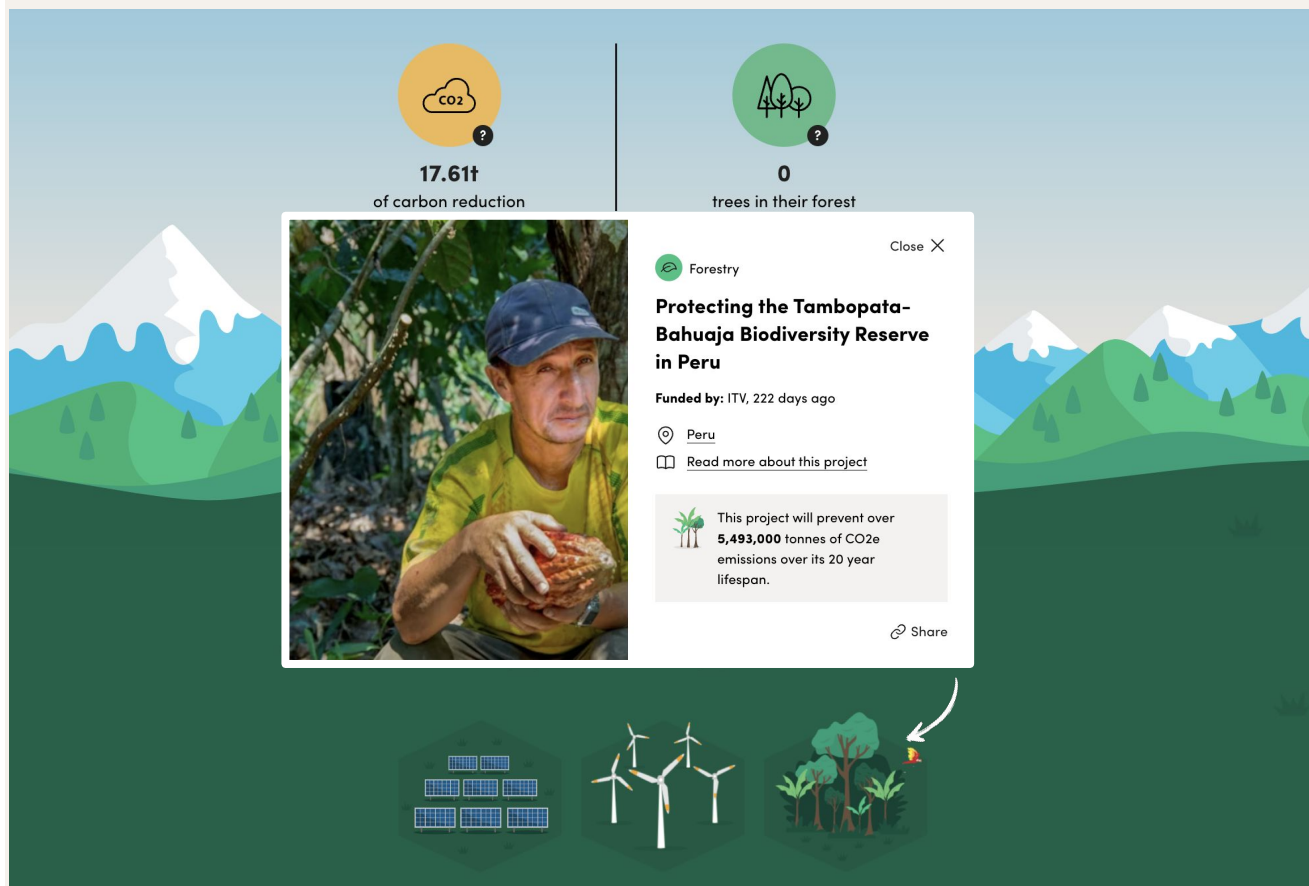 CO2
?
?
17.61t
0
of carbon reduction
trees in their forest
Close
Forestry
Protecting the Tambopata-
Bahuaja Biodiversity Reserve
in Peru
Funded by: ITV, 222 days ago
Peru
Read more about this project
This project will prevent over
5,493,000 tonnes of CO2e
emissions over its 20 year
lifespan.
Share